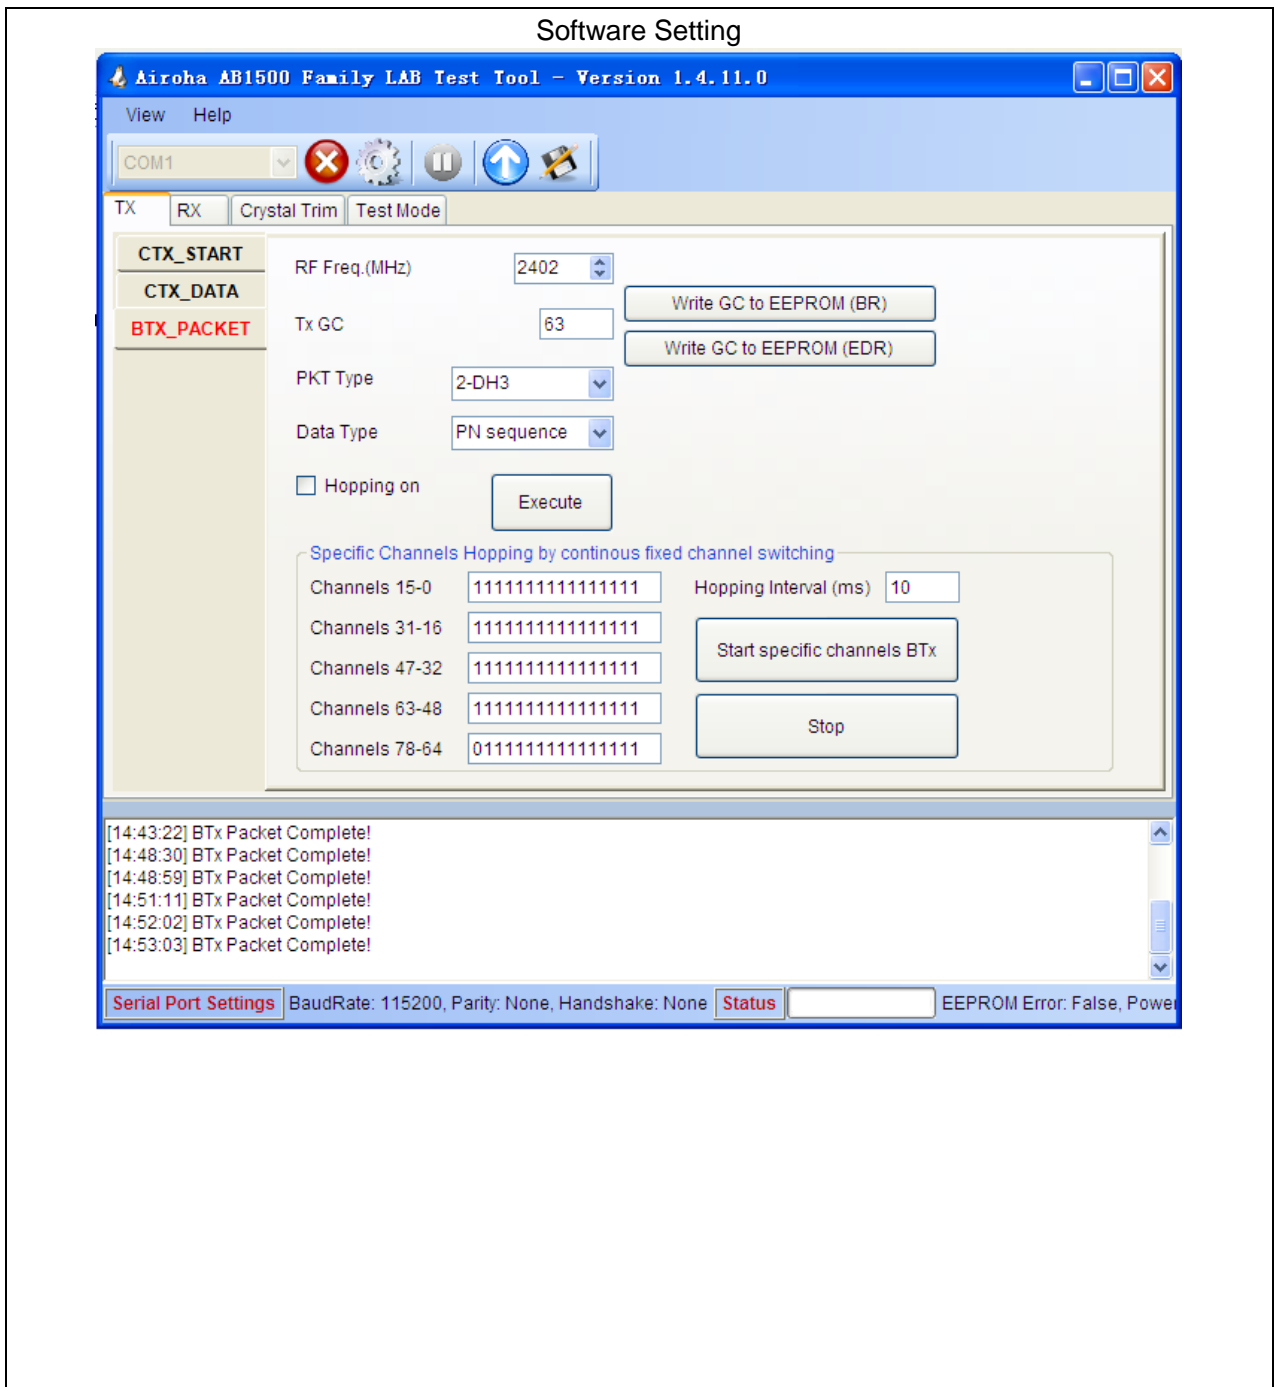 Software Setting
Airoha AB1500 Family LAB Test Tool - Version 1.4.11.0
View Help
COM1
TX RX Crystal Trim Test Mode
CTX_START
CTX_DATA
BTX_PACKET
RF Freq.(MHz) 2402
Write GC to EEPROM (BR)
Tx GC 63
Write GC to EEPROM (EDR)
PKT Type 2-DH3
Data Type PN sequence
Hopping on Execute
Specific Channels Hopping by continous fixed channel switching
Channels 15-0 1111111111111111 Hopping Interval (ms) 10
Channels 31-16 1111111111111111
Start specific channels BTx
Channels 47-32 1111111111111111
Channels 63-48 1111111111111111
Stop
Channels 78-64 0111111111111111
[14:43:22] BTx Packet Complete!
[14:48:30] BTx Packet Complete!
[14:48:59] BTx Packet Complete!
[14:51:11] BTx Packet Complete!
[14:52:02] BTx Packet Complete!
[14:53:03] BTx Packet Complete!
Serial Port Settings BaudRate: 115200, Parity: None, Handshake: None Status EEPROM Error: False, Power